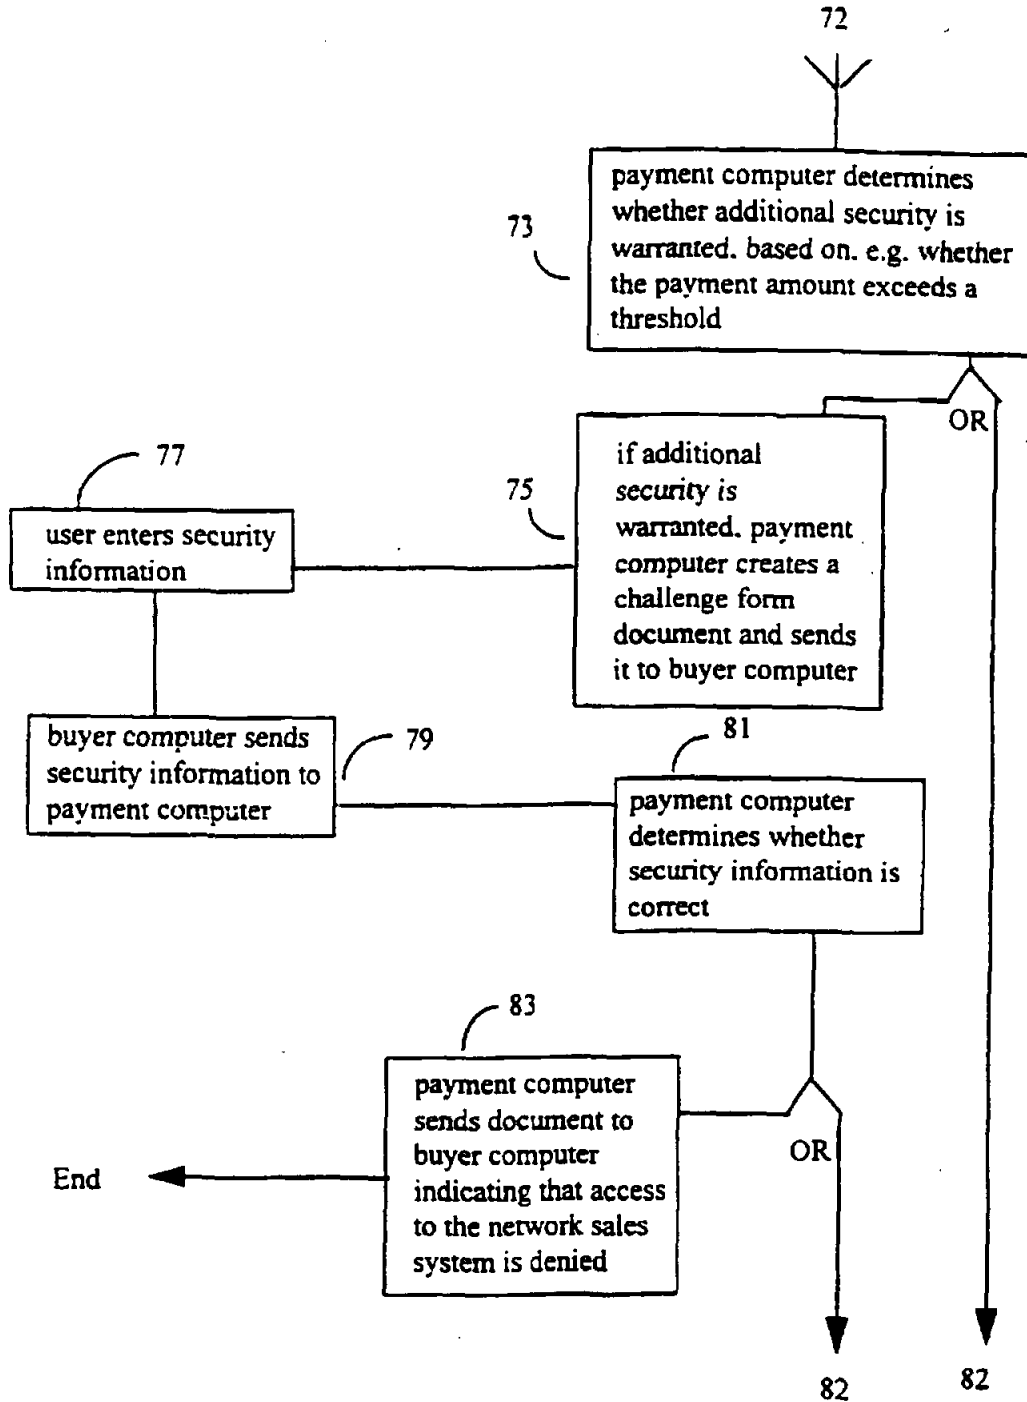 72
73
payment computer determines
whether additional security is
warranted. based on. e.g. whether
the payment amount exceeds a
threshold
OR
75
if additional
security is
warranted. payment
computer creates a
challenge form
document and sends
it to buyer computer
77
user enters security
information
79
buyer computer sends
security information to
payment computer
81
payment computer
determines whether
security information is
correct
OR
83
payment computer
sends document to
buyer computer
indicating that access
to the network sales
system is denied
End
82
82